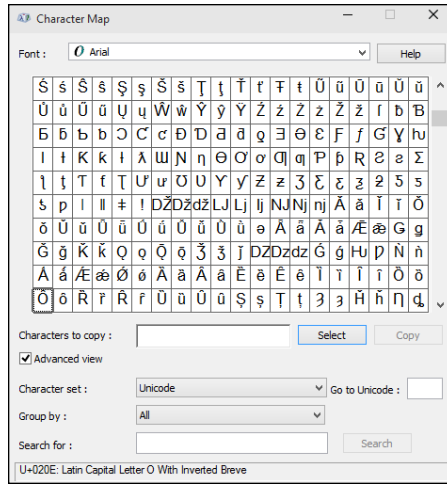 Character Map
Font : O Arial Help
Ś ś Ŝ ŝ Ş ş Š š Ţ ţ Ť ť Ŧ ŧ Ũ ũ Ū ū Ŭ ŭ
Ů ů Ű ű Ų ų Ŵ ŵ Ŷ ŷ Ÿ Ź ź Ż ż Ž ž ſ ƀ Ɓ
Ƃ ƃ Ƅ ƅ Ɔ Ƈ ƈ Ɖ Ɗ Ƌ ƌ ƍ Ǝ Ə Ɛ Ƒ ƒ Ɠ Ɣ ƕ
Ɩ Ɨ Ƙ ƙ ƚ ƛ Ɯ Ɲ ƞ Ɵ Ơ ơ Ƣ ƣ Ƥ ƥ Ʀ Ƨ ƨ Ʃ
ƪ ƫ Ƭ ƭ Ʈ Ư ư Ʊ Ʋ Ƴ ƴ Ƶ ƶ Ʒ Ƹ ƹ ƺ ƻ Ƽ ƽ
ƾ ƿ ǀ ǁ ǂ ǃ Ǆ ǅ ǆ Ǉ ǈ ǉ Ǌ ǋ ǌ Ǎ ǎ Ǐ ǐ Ǒ
ǒ Ǔ ǔ Ǖ ǖ Ǘ ǘ Ǚ ǚ Ǜ ǜ ǝ Ǟ ǟ Ǡ ǡ Ǣ ǣ Ǥ ǥ
Ǧ ǧ Ǩ ǩ Ǫ ǫ Ǭ ǭ Ǯ ǯ ǰ Ǳ ǲ ǳ Ǵ ǵ Ƕ Ƿ Ǹ ǹ
Ǻ ǻ Ǽ ǽ Ǿ ǿ Ȁ ȁ Ȃ ȃ Ȅ ȅ Ȇ ȇ Ȉ ȉ Ȋ ȋ Ȍ ȍ
Ȏ ȏ Ȑ ȑ Ȓ ȓ Ȕ ȕ Ȗ ȗ Ș ș Ț ț Ȝ ȝ Ȟ ȟ Ƞ ȡ
Characters to copy : Select Copy
Advanced view
Character set : Unicode Go to Unicode :
Group by : All
Search for : Search
U+020E: Latin Capital Letter O With Inverted Breve